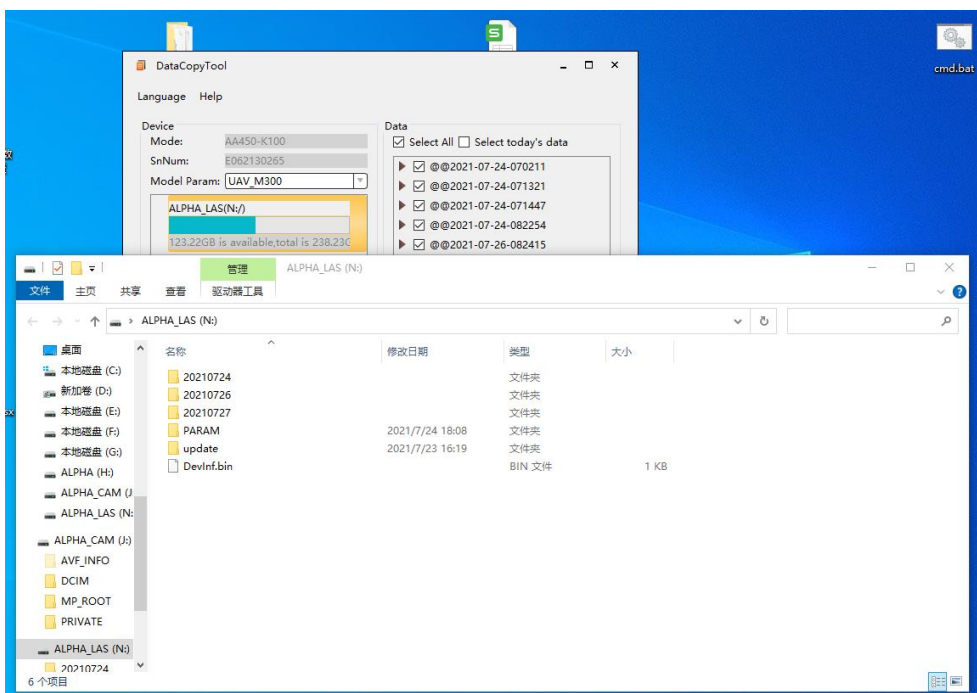 S
cmd.bat
DataCopyTool
Language Help
Device
Mode: AA450-K100
SnNum: E062130265
Model Param: UAV_M300
ALPHA_LAS(N:/)
123.22GB is available,total is 238.23G
Data
Select All Select today's data
@@2021-07-24-070211
@@2021-07-24-071321
@@2021-07-24-071447
@@2021-07-24-082254
@@2021-07-26-082415
管理 ALPHA_LAS (N:)
文件 主页 共享 查看 驱动器工具
ALPHA_LAS (N:)
桌面
本地磁盘 (C:)
新加卷 (D:)
本地磁盘 (E:)
本地磁盘 (F:)
本地磁盘 (G:)
ALPHA (H:)
ALPHA_CAM (J
ALPHA_LAS (N:
ALPHA_CAM (J:)
AVF_INFO
DCIM
MP_ROOT
PRIVATE
ALPHA_LAS (N:)
20210724
名称 修改日期 类型 大小
20210724 文件夹
20210726 文件夹
20210727 文件夹
PARAM 2021/7/24 18:08 文件夹
update 2021/7/23 16:19 文件夹
DevInf.bin BIN 文件 1 KB
6 个项目